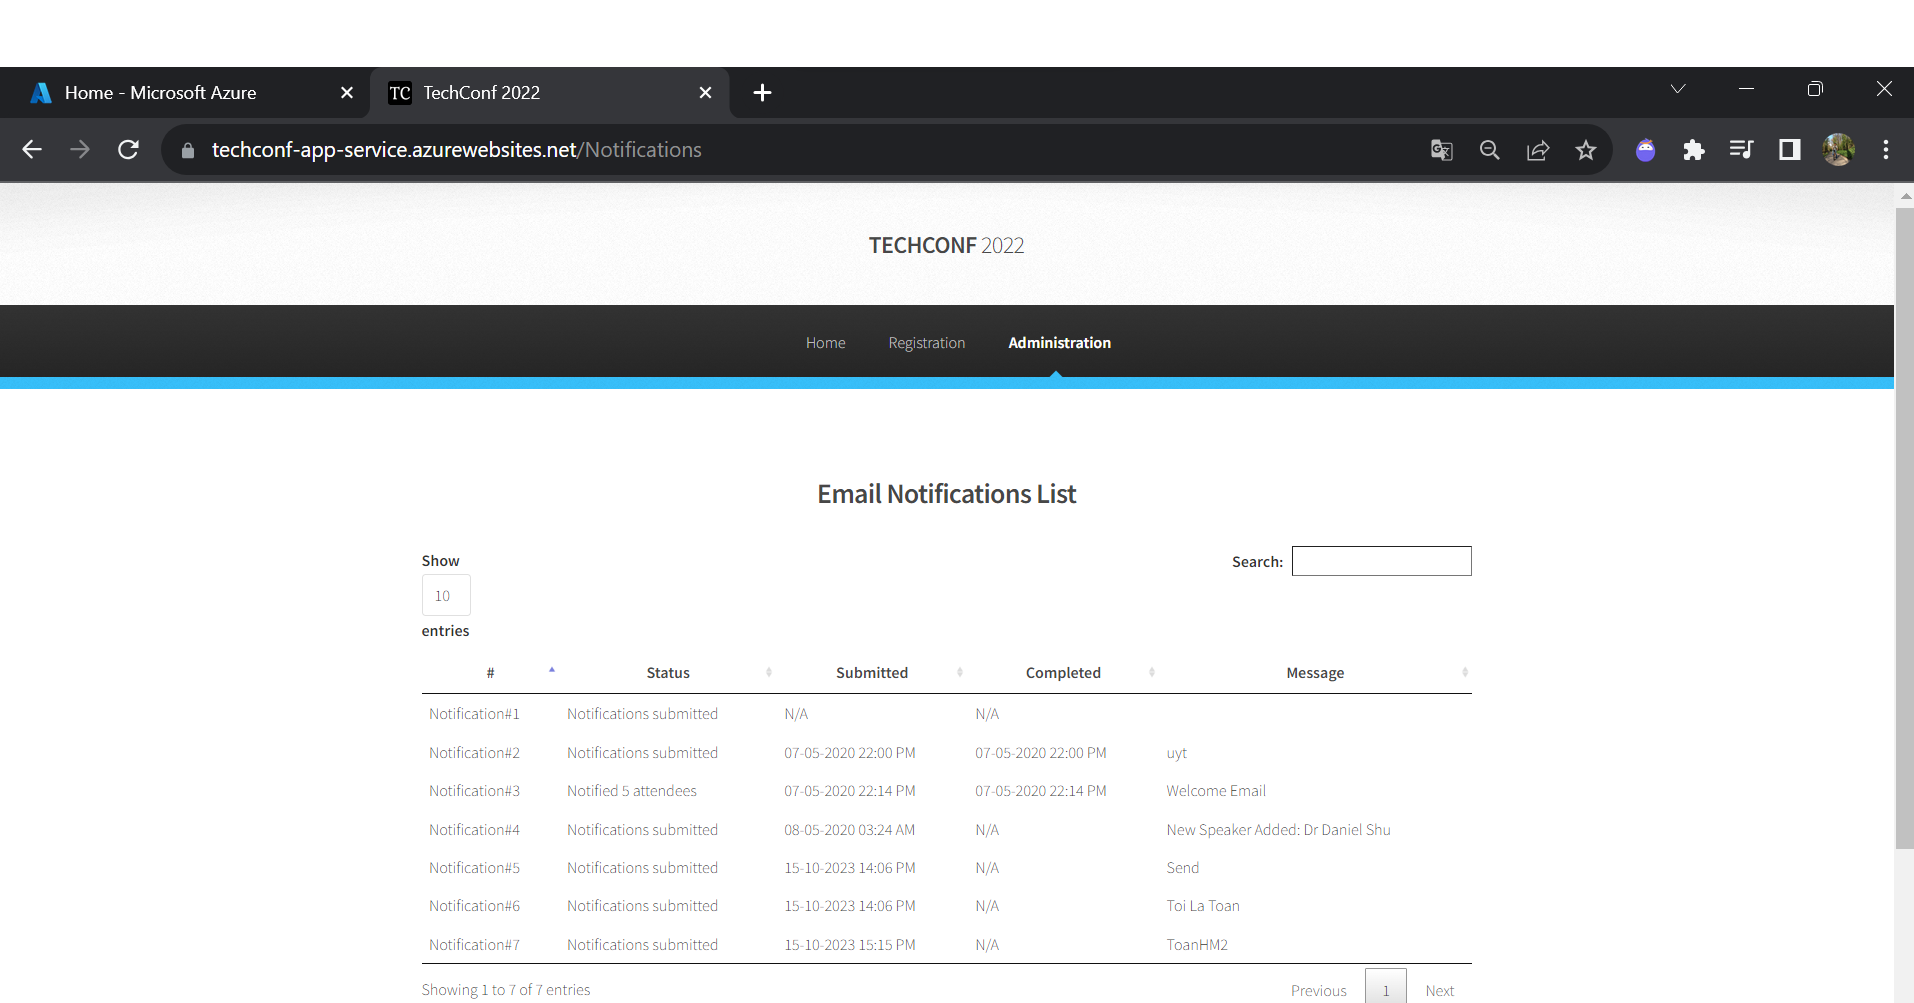 Home - Microsoft Azure
TC TechConf 2022
techconf-app-service.azurewebsites.net/Notifications
TECHCONF 2022
Home Registration Administration
Email Notifications List
Show
Search:
10
entries
# Status Submitted Completed Message
Notification#1 Notifications submitted N/A N/A
Notification#2 Notifications submitted 07-05-2020 22:00 PM 07-05-2020 22:00 PM uyt
Notification#3 Notified 5 attendees 07-05-2020 22:14 PM 07-05-2020 22:14 PM Welcome Email
Notification#4 Notifications submitted 08-05-2020 03:24 AM N/A New Speaker Added: Dr Daniel Shu
Notification#5 Notifications submitted 15-10-2023 14:06 PM N/A Send
Notification#6 Notifications submitted 15-10-2023 14:06 PM N/A Toi La Toan
Notification#7 Notifications submitted 15-10-2023 15:15 PM N/A ToanHM2
Showing 1 to 7 of 7 entries
Previous 1 Next